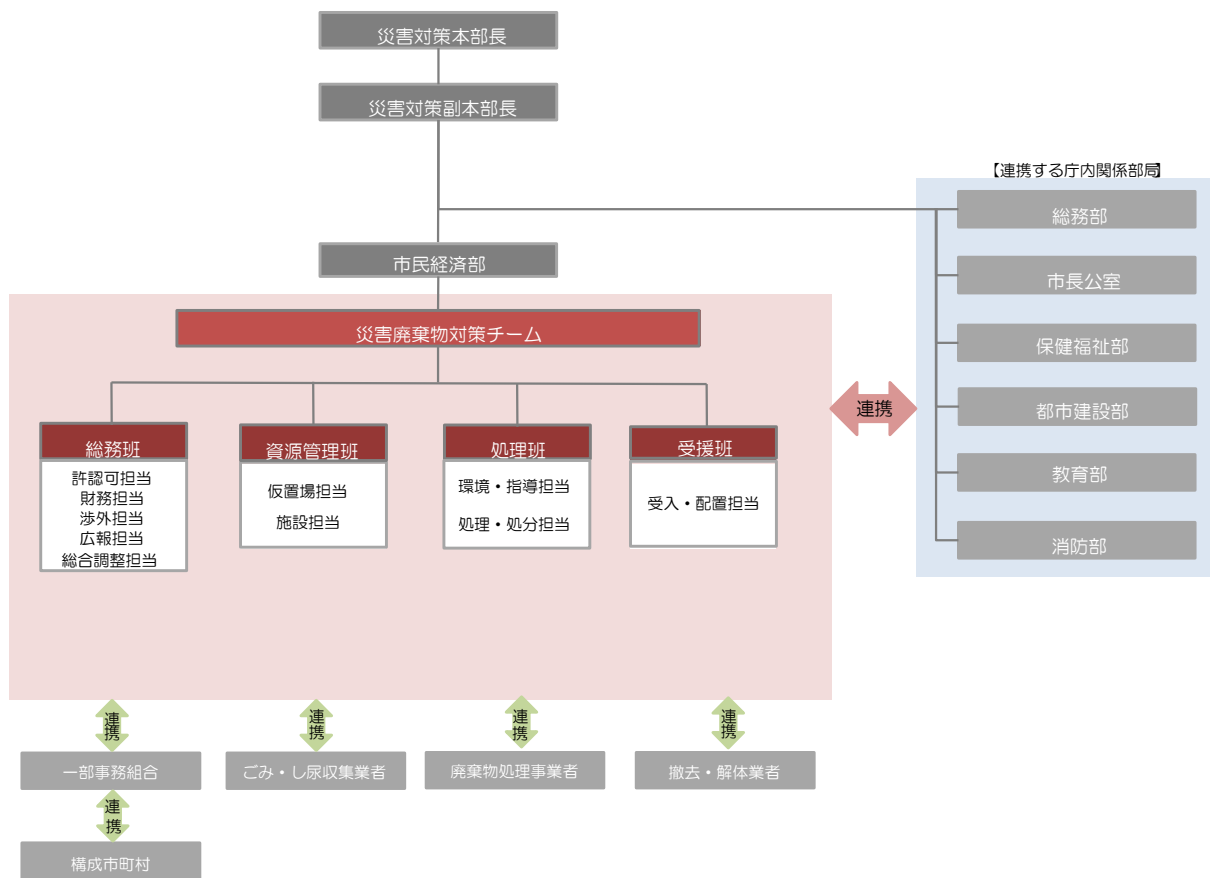 災害対策本部長
災害対策副本部長
【連携する庁内関係部局】
総務部
市長公室
保健福祉部
都市建設部
教育部
消防部
市民経済部
災害廃棄物対策チーム
連携
総務班
許認可担当
財務担当
渉外担当
広報担当
総合調整担当
資源管理班
仮置場担当
施設担当
処理班
環境・指導担当
処理・処分担当
受援班
受入・配置担当
連携
連携
連携
連携
一部事務組合
ごみ・し尿収集業者
廃棄物処理事業者
撤去・解体業者
連携
構成市町村